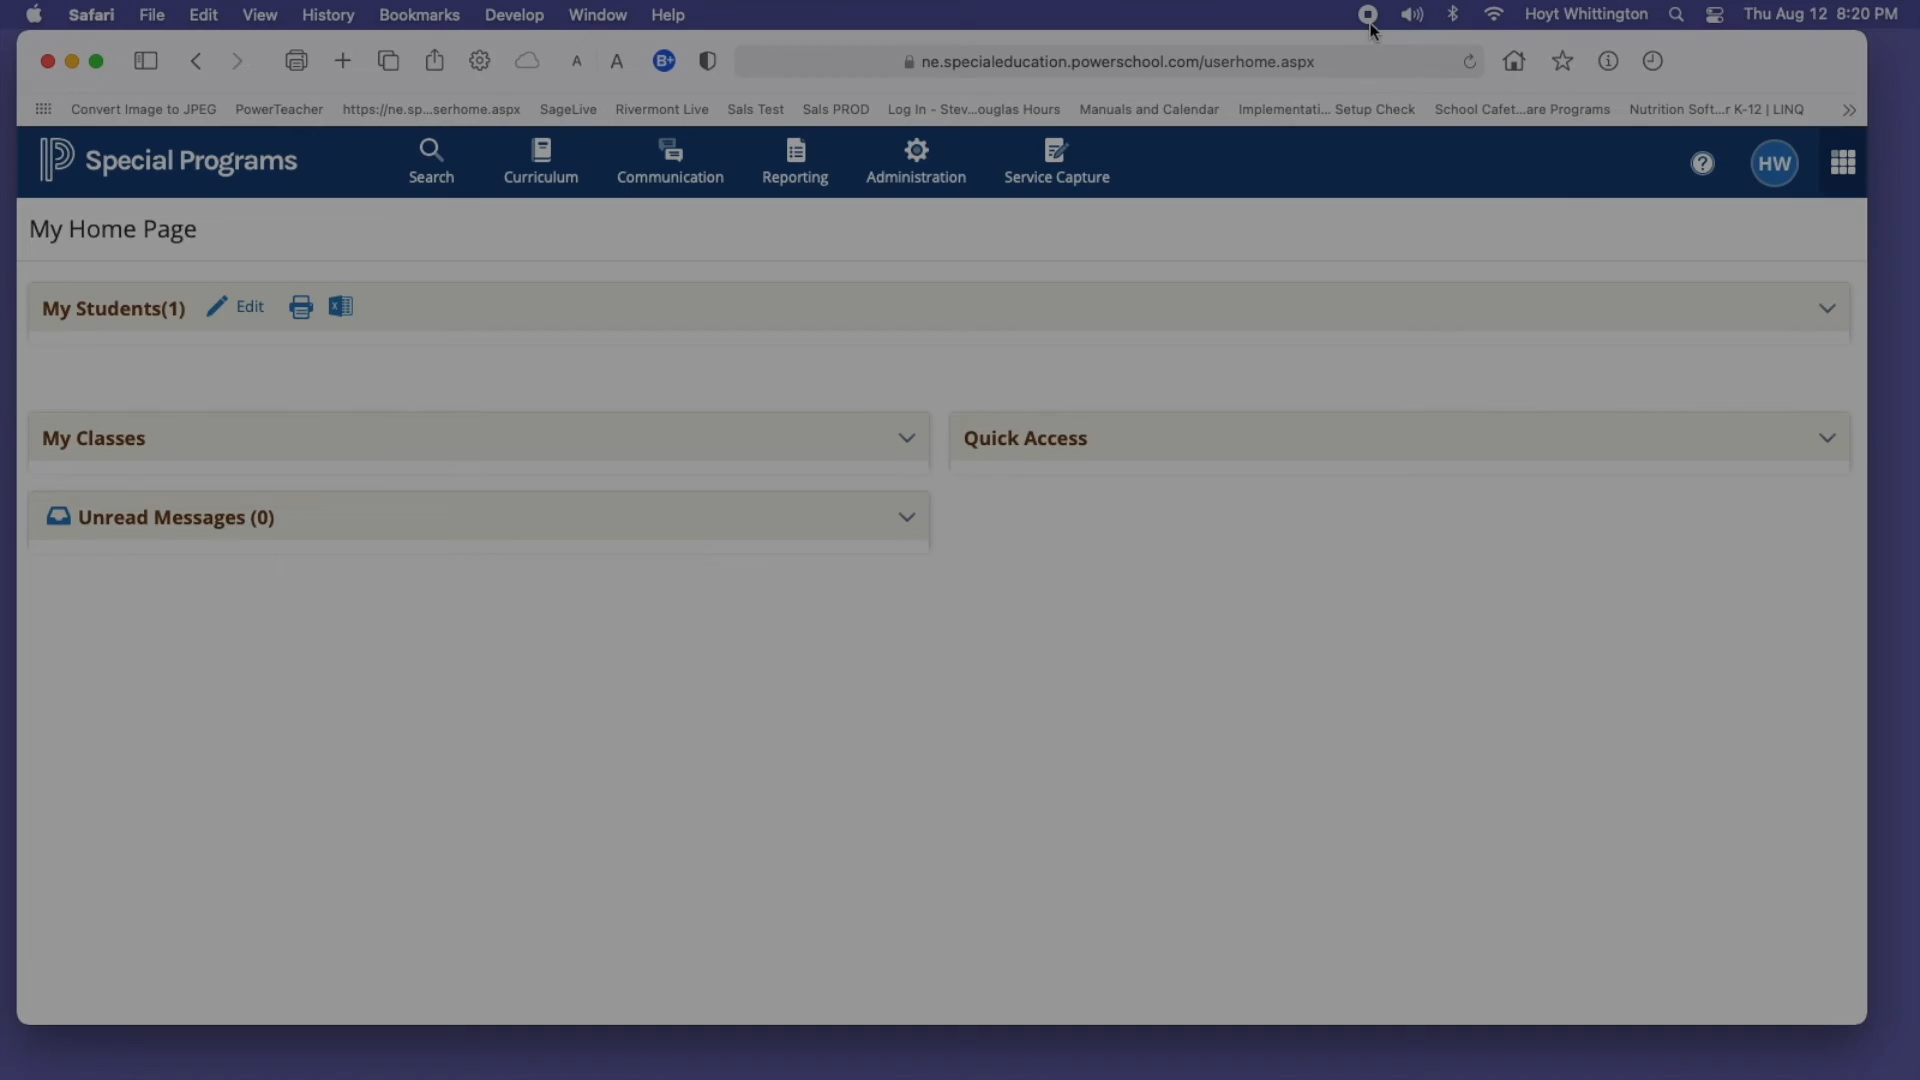 Safari File Edit View History Bookmarks Develop Window Help Hoyt Whittington Thu Aug 12 8:20 PM
A A B+ ne.specialeducation.powerschool.com/userhome.aspx
Convert Image to JPEG PowerTeacher https://ne.sp...serhome.aspx SageLive Rivermont Live Sals Test Sals PROD Log In - Stev...ouglas Hours Manuals and Calendar Implementati... Setup Check School Cafet...are Programs Nutrition Soft...r K-12 | LINQ
Special Programs Search Curriculum Communication Reporting Administration Service Capture ? HW
My Home Page
My Students(1) Edit
My Classes Quick Access
Unread Messages (0)